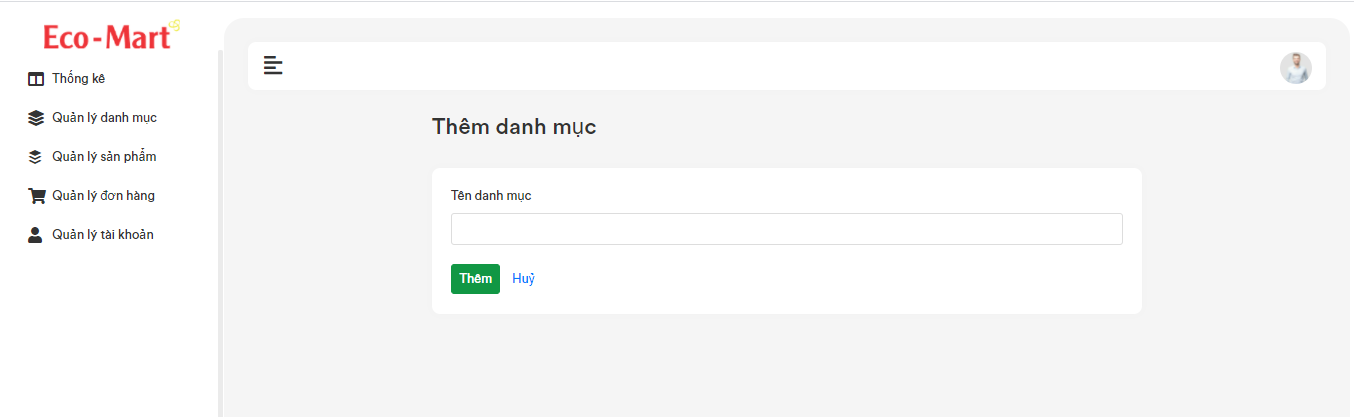 Eco-Mart
Thống kê
Quản lý danh mục
Quản lý sản phẩm
Quản lý đơn hàng
Quản lý tài khoản
Thêm danh mục
Tên danh mục
Thêm
Huỷ